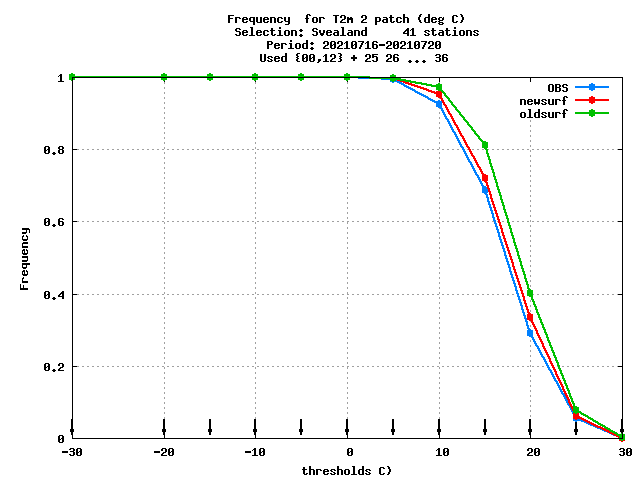 Frequency  for T2m 2 patch (deg C)
Selection: Svealand     41 stations
Period: 20210716-20210720
Used {00,12} + 25 26 ... 36
OBS
newsurf
oldsurf
Frequency
1
0.8
0.6
0.4
0.2
0
-30 -20 -10 0 10 20 30
thresholds C)